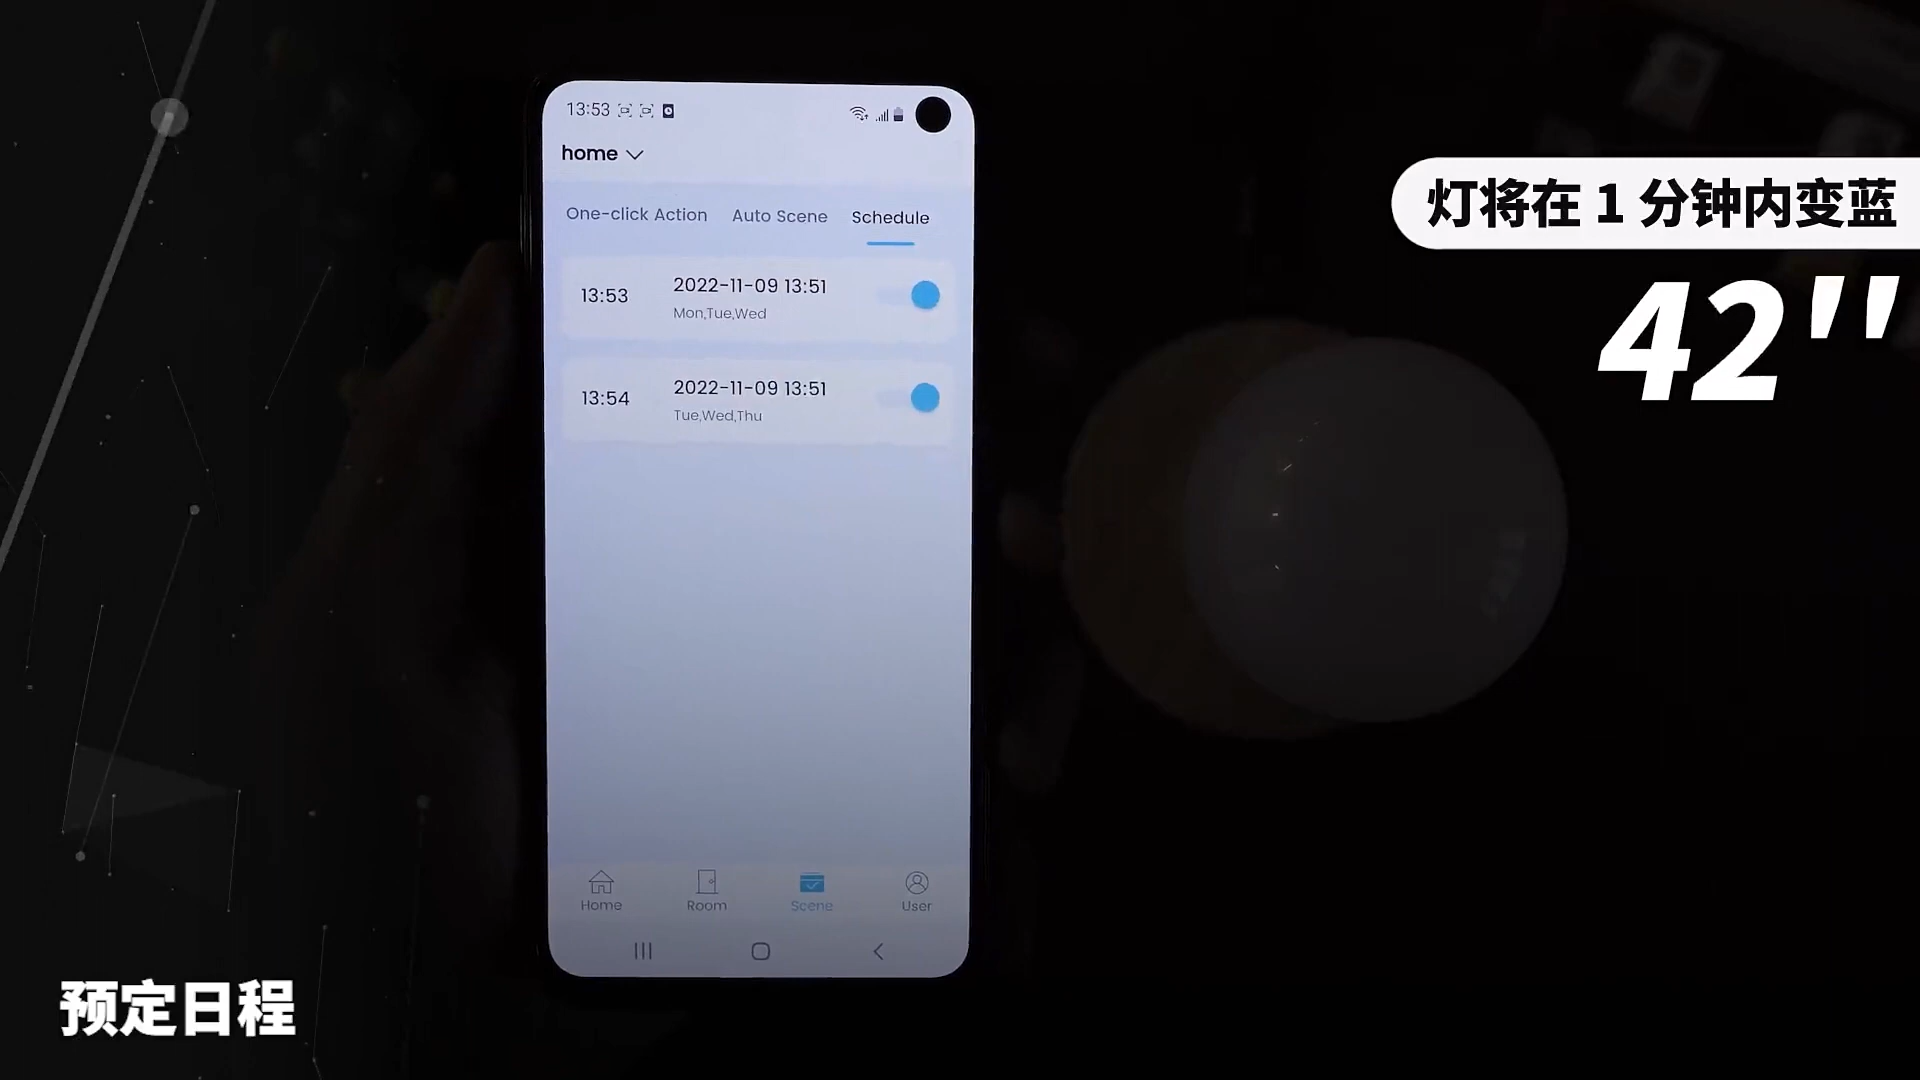 13:53
home
One-click Action Auto Scene Schedule
13:53 2022-11-09 13:51
Mon,Tue,Wed
13:54 2022-11-09 13:51
Tue,Wed,Thu
Home Room Scene User
灯将在 1 分钟内变蓝
42''
预定日程